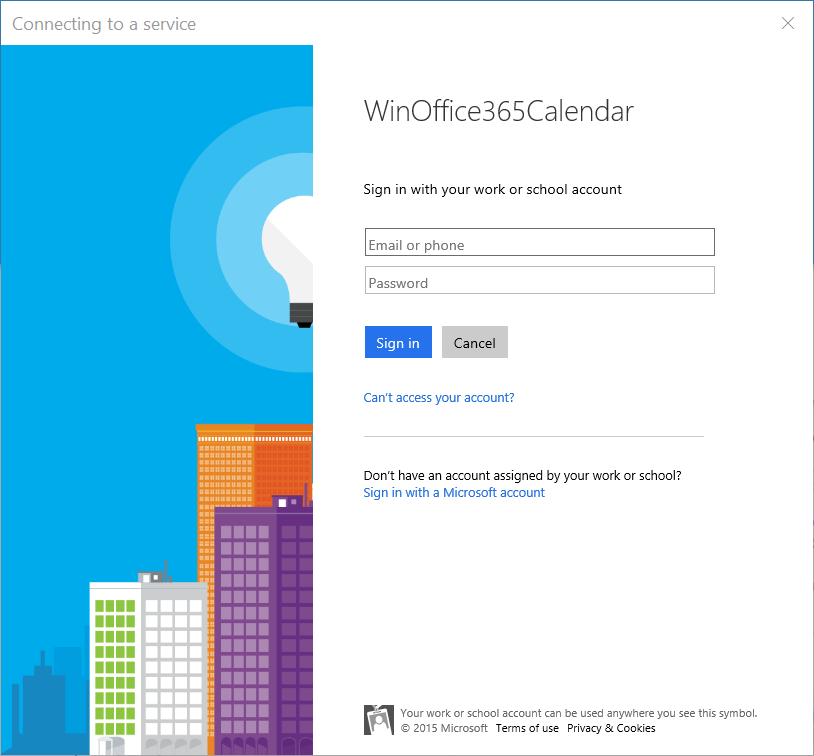 Connecting to a service
WinOffice365Calendar
Sign in with your work or school account
Email or phone
Password
Sign in Cancel
Can't access your account?
Don't have an account assigned by your work or school?
Sign in with a Microsoft account
Your work or school account can be used anywhere you see this symbol.
© 2015 Microsoft Terms of use Privacy & Cookies